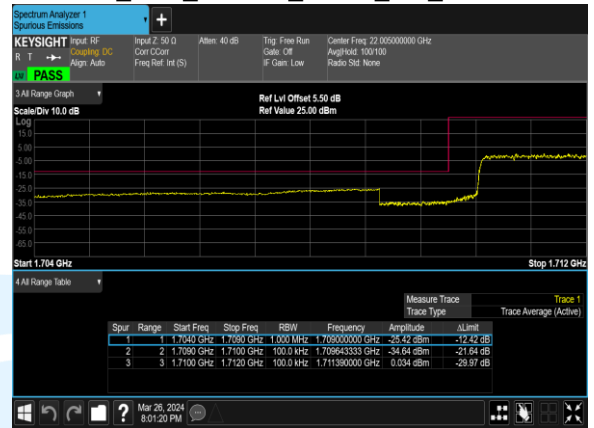 Spectrum Analyzer 1
Spurious Emissions
KEYSIGHT Input: RF Input Z: 50 Ω Atten: 40 dB Trig: Free Run Center Freq: 22.005000000 GHz
R T Coupling: DC Corr CCorr Gate: Off Avg|Hold: 100/100
Align: Auto Freq Ref: Int (S) IF Gain: Low Radio Std: None
PASS
3 All Range Graph
Ref Lvl Offset 5.50 dB
Scale/Div 10.0 dB Ref Value 25.00 dBm
Log
15.0
5.00
-5.00
-15.0
-25.0
-35.0
-45.0
-55.0
-65.0
Start 1.704 GHz Stop 1.712 GHz
4 All Range Table
Measure Trace Trace 1
Trace Type Trace Average (Active)
Spur Range Start Freq Stop Freq RBW Frequency Amplitude ΔLimit
1 1 1.7040 GHz 1.7090 GHz 1.000 MHz 1.709000000 GHz -25.42 dBm -12.42 dB
2 2 1.7090 GHz 1.7100 GHz 100.0 kHz 1.709643333 GHz -34.64 dBm -21.64 dB
3 3 1.7100 GHz 1.7120 GHz 100.0 kHz 1.711390000 GHz 0.034 dBm -29.97 dB
? Mar 26, 2024
8:01:20 PM